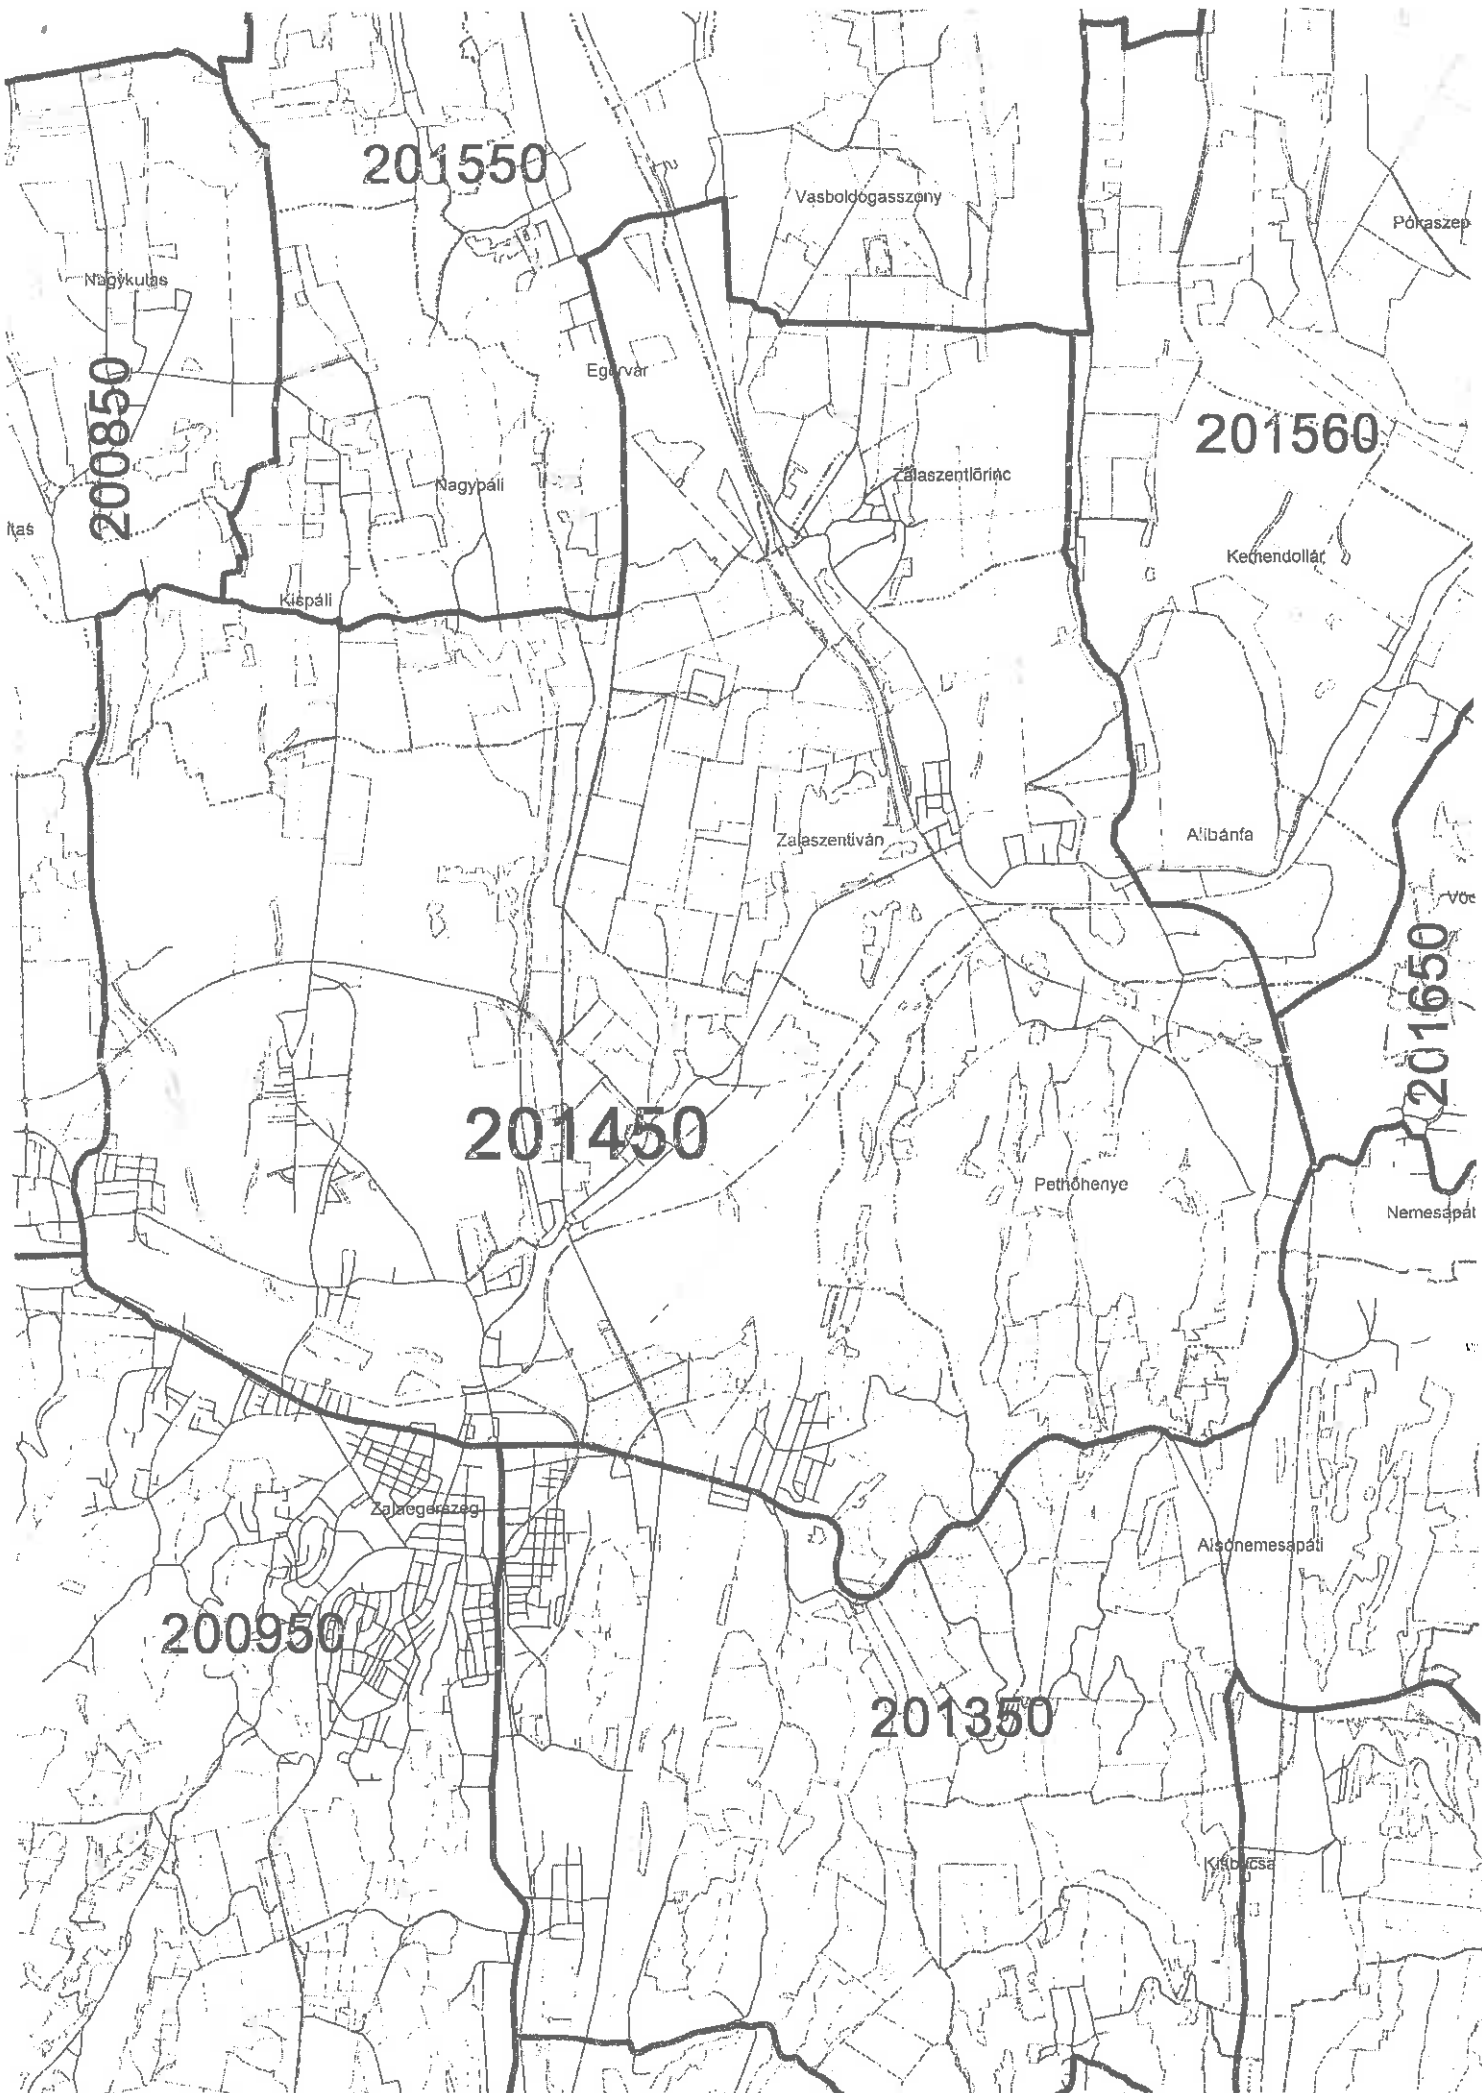 201550
Vasboldogasszony
Pókaszep
Nagykutas
Egervár
200850
201560
Zalaszentlőrinc
Nagypáli
Kemendollár
Kispáli
Zalaszentiván
Alibánfa
201650
201450
Pethőhenye
Nemesapát
Zalaegerszeg
Alsónemesapáti
200950
201350
Kisbucsa